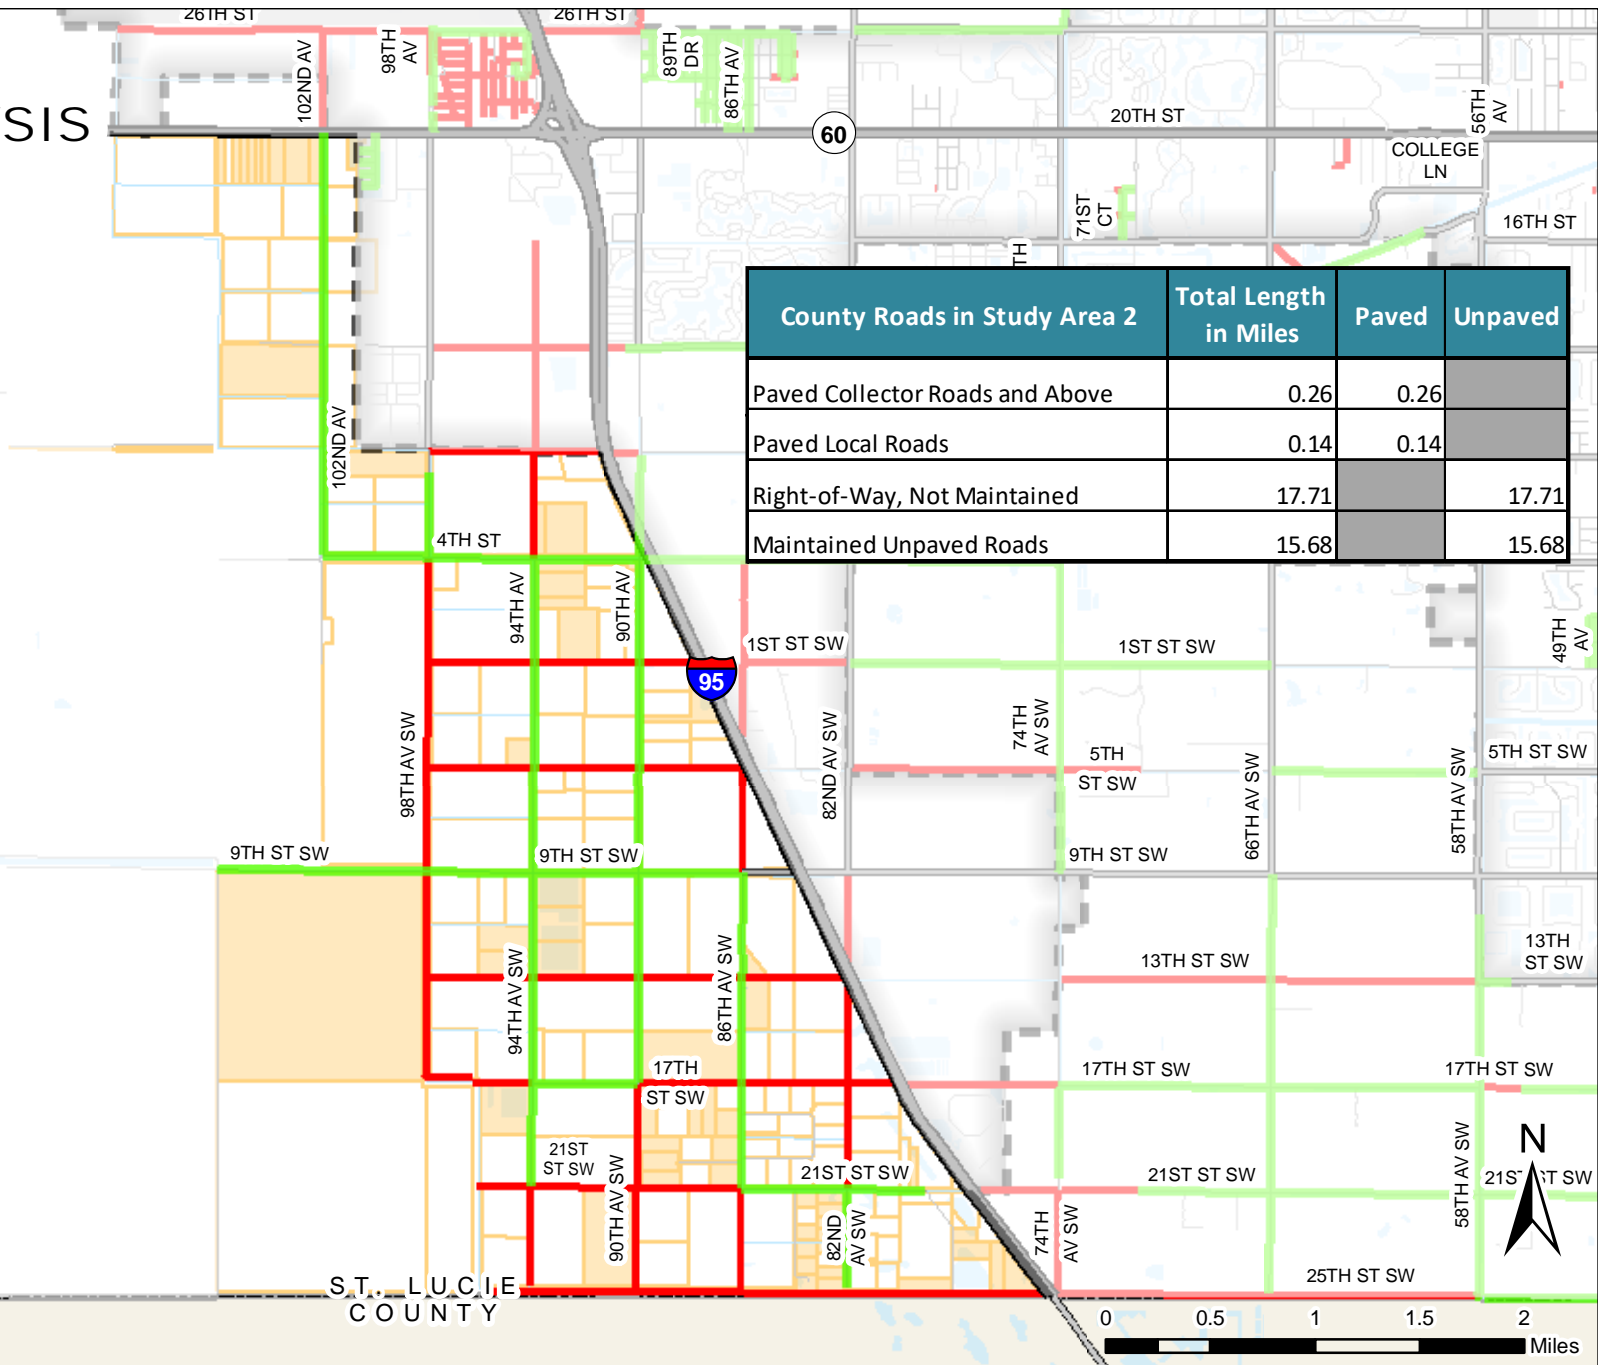 26TH ST
26TH ST
102ND AV
98TH
AV
89TH
DR
86TH AV
SIS
60
20TH ST
56TH
AV
COLLEGE
LN
71ST
CT
16TH ST
TH
County Roads in Study Area 2 Total Length in Miles Paved Unpaved
Paved Collector Roads and Above 0.26 0.26
Paved Local Roads 0.14 0.14
Right-of-Way, Not Maintained 17.71 17.71
Maintained Unpaved Roads 15.68 15.68
102ND AV
4TH ST
94TH AV
90TH AV
1ST ST SW
1ST ST SW
49TH
AV
95
98TH AV SW
82ND AV SW
74TH
AV SW
5TH
ST SW
66TH AV SW
58TH AV SW
5TH ST SW
9TH ST SW
9TH ST SW
9TH ST SW
94TH AV SW
86TH AV SW
13TH ST SW
13TH
ST SW
17TH
ST SW
17TH ST SW
17TH ST SW
21ST
ST SW
90TH AV SW
21ST ST SW
82ND
AV SW
74TH
AV SW
21ST ST SW
58TH AV SW
N
21ST ST SW
25TH ST SW
ST. LUCIE
COUNTY
0 0.5 1 1.5 2
Miles